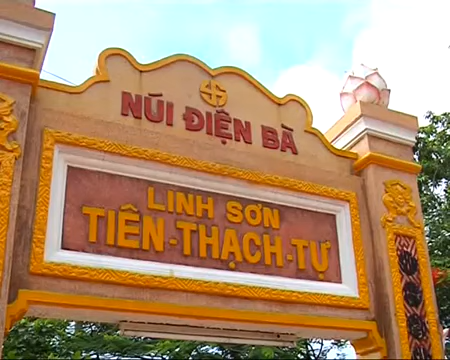 NÚI ĐIỆN BÀ
LINH SƠN
TIÊN-THẠCH-TỰ